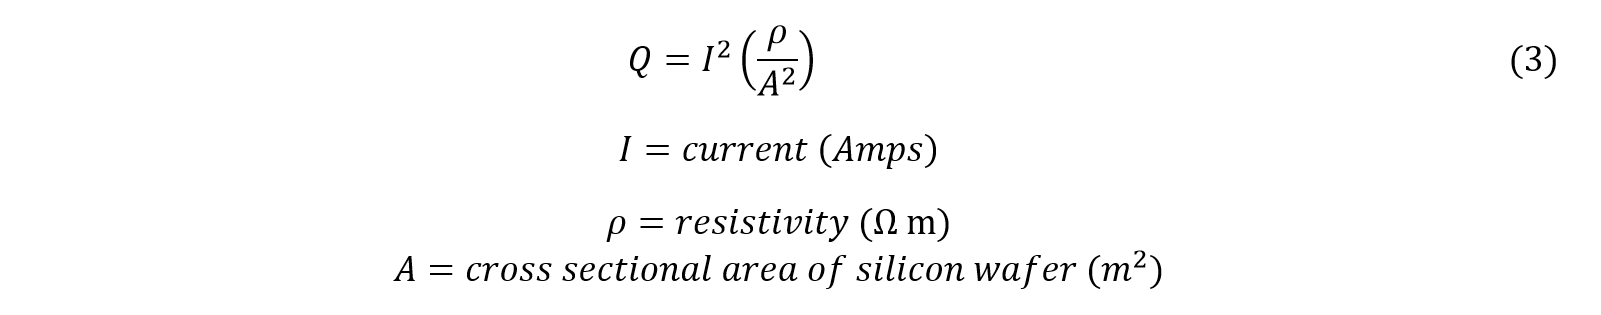 Q = I² (ρ/A²) (3)
I = current (Amps)
ρ = resistivity (Ω m)
A = cross sectional area of silicon wafer (m²)